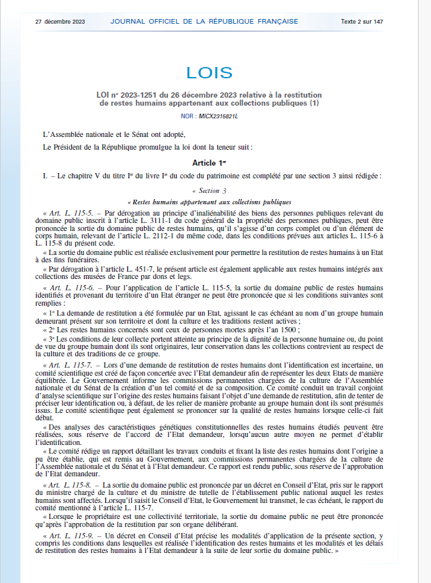 27 décembre 2023
JOURNAL OFFICIEL DE LA RÉPUBLIQUE FRANÇAISE
Texte 2 sur 147
LOIS
LOI nº 2023-1251 du 26 décembre 2023 relative à la restitution
de restes humains appartenant aux collections publiques (1)
NOR : MICX2315821L
L'Assemblée nationale et le Sénat ont adopté,
Le Président de la République promulgue la loi dont la teneur suit :
Article 1er
I. – Le chapitre V du titre Ier du livre Ier du code du patrimoine est complété par une section 3 ainsi rédigée :
« Section 3
« Restes humains appartenant aux collections publiques
« Art. L. 115-5. – Par dérogation au principe d'inaliénabilité des biens des personnes publiques relevant du
domaine public inscrit à l'article L. 3111-1 du code général de la propriété des personnes publiques, peut être
prononcée la sortie du domaine public de restes humains, qu'il s'agisse d'un corps complet ou d'un élément de
corps humain, relevant de l'article L. 2112-1 du même code, dans les conditions prévues aux articles L. 115-6 à
L. 115-8 du présent code.
« La sortie du domaine public est réalisée exclusivement pour permettre la restitution de restes humains à un Etat
à des fins funéraires.
« Par dérogation à l'article L. 451-7, le présent article est également applicable aux restes humains intégrés aux
collections des musées de France par dons et legs.
« Art. L. 115-6. – Pour l'application de l'article L. 115-5, la sortie du domaine public de restes humains
identifiés et provenant du territoire d'un Etat étranger ne peut être prononcée que si les conditions suivantes sont
remplies :
« 1º La demande de restitution a été formulée par un Etat, agissant le cas échéant au nom d'un groupe humain
demeurant présent sur son territoire et dont la culture et les traditions restent actives ;
« 2º Les restes humains concernés sont ceux de personnes mortes après l'an 1500 ;
« 3º Les conditions de leur collecte portent atteinte au principe de la dignité de la personne humaine ou, du point
de vue du groupe humain dont ils sont originaires, leur conservation dans les collections contrevient au respect de
la culture et des traditions de ce groupe.
« Art. L. 115-7. – Lors d'une demande de restitution de restes humains dont l'identification est incertaine, un
comité scientifique est créé de façon concertée avec l'Etat demandeur afin de représenter les deux Etats de manière
équilibrée. Le Gouvernement informe les commissions permanentes chargées de la culture de l'Assemblée
nationale et du Sénat de la création d'un tel comité et de sa composition. Ce comité conduit un travail conjoint
d'analyse scientifique sur l'origine des restes humains faisant l'objet d'une demande de restitution, afin de tenter de
préciser leur identification ou, à défaut, de les relier de manière probante au groupe humain dont ils sont présumés
issus. Le comité scientifique peut également se prononcer sur la qualité de restes humains lorsque celle-ci fait
débat.
« Des analyses des caractéristiques génétiques constitutionnelles des restes humains étudiés peuvent être
réalisées, sous réserve de l'accord de l'Etat demandeur, lorsqu'aucun autre moyen ne permet d'établir
l'identification.
« Le comité rédige un rapport détaillant les travaux conduits et fixant la liste des restes humains dont l'origine a
pu être établie, qui est remis au Gouvernement, aux commissions permanentes chargées de la culture de
l'Assemblée nationale et du Sénat et à l'Etat demandeur. Ce rapport est rendu public, sous réserve de l'approbation
de l'Etat demandeur.
« Art. L. 115-8. – La sortie du domaine public est prononcée par un décret en Conseil d'Etat, pris sur le rapport
du ministre chargé de la culture et du ministre de tutelle de l'établissement public national auquel les restes
humains sont affectés. Lorsqu'il saisit le Conseil d'Etat, le Gouvernement lui transmet, le cas échéant, le rapport du
comité mentionné à l'article L. 115-7.
« Lorsque le propriétaire est une collectivité territoriale, la sortie du domaine public ne peut être prononcée
qu'après l'approbation de la restitution par son organe délibérant.
« Art. L. 115-9. – Un décret en Conseil d'Etat précise les modalités d'application de la présente section, y
compris les conditions dans lesquelles est réalisée l'identification des restes humains et les modalités et les délais
de restitution des restes humains à l'Etat demandeur à la suite de leur sortie du domaine public. »